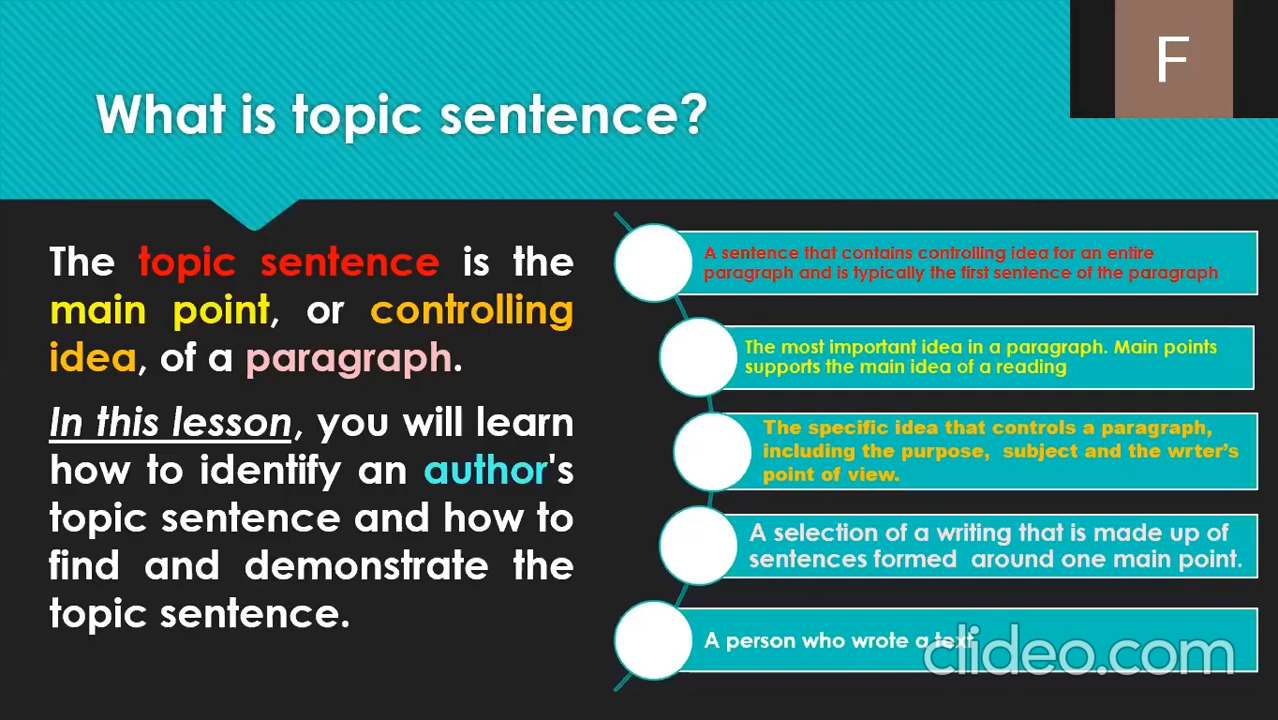 F
What is topic sentence?
The topic sentence is the
main point, or controlling
idea, of a paragraph.
In this lesson, you will learn
how to identify an author's
topic sentence and how to
find and demonstrate the
topic sentence.
A sentence that contains controlling idea for an entire
paragraph and is typically the first sentence of the paragraph
The most important idea in a paragraph. Main points
supports the main idea of a reading
The specific idea that controls a paragraph,
including the purpose, subject and the wrter's
point of view.
A selection of a writing that is made up of
sentences formed around one main point.
A person who wrote a text
clideo.com